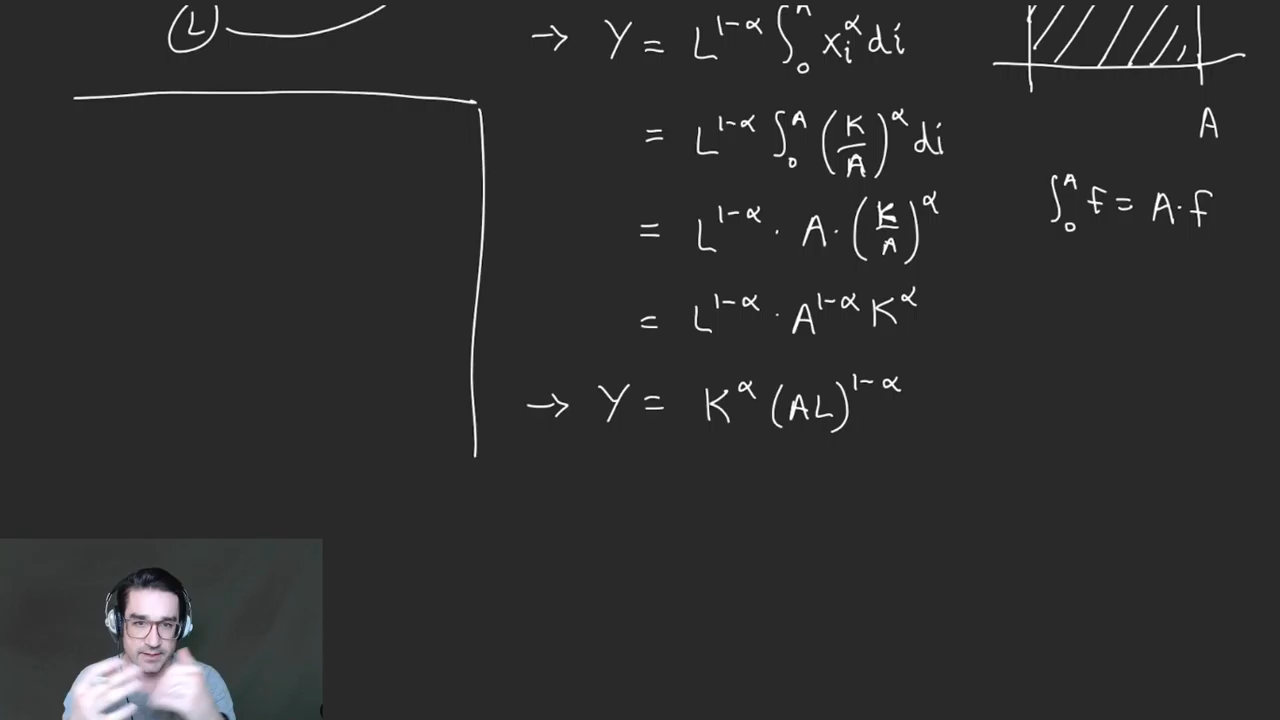 L
→ Y = L^{1-α} ∫_0^A x_i^α di
= L^{1-α} ∫_0^A (K/A)^α di
= L^{1-α} · A · (K/A)^α
= L^{1-α} · A^{1-α} K^α
→ Y = K^α (AL)^{1-α}
A
∫_0^A f = A · f